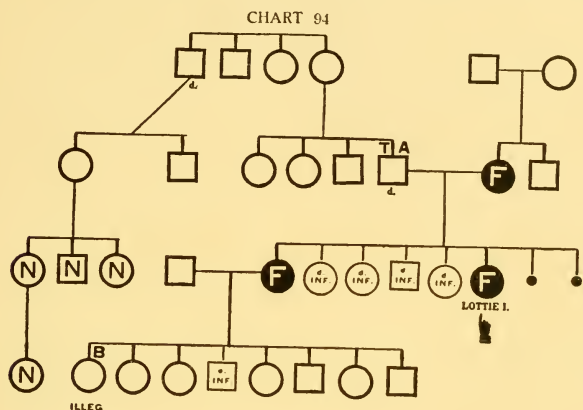 CHART 94
d.
T A
d.
F
N N N
F
d. INF.
d. INF.
d INF.
d INF.
F
LOTTIE I.
N
B
INF
ILLEG